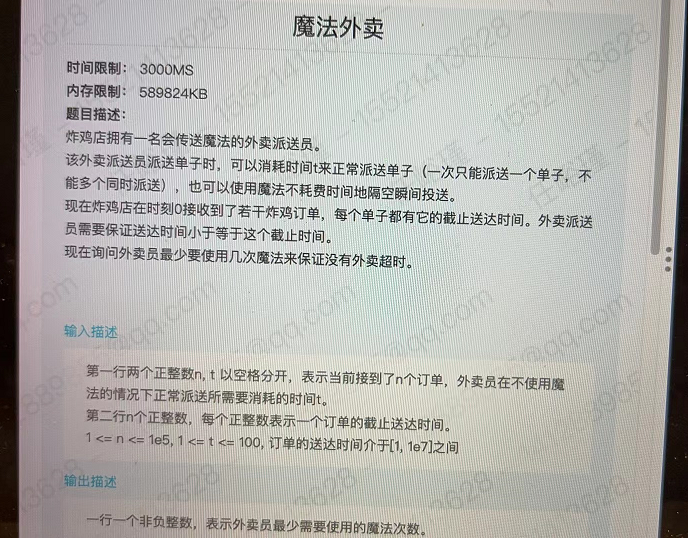 魔法外卖
时间限制： 3000MS
内存限制： 589824KB
题目描述：
炸鸡店拥有一名会传送魔法的外卖派送员。
该外卖派送员派送单子时，可以消耗时间t来正常派送单子（一次只能派送一个单子，不
能多个同时派送），也可以使用魔法不耗费时间地隔空瞬间投送。
现在炸鸡店在时刻0接收到了若干炸鸡订单，每个单子都有它的截止送达时间。外卖派送
员需要保证送达时间小于等于这个截止时间。
现在询问外卖员最少要使用几次魔法来保证没有外卖超时。
输入描述
第一行两个正整数n, t 以空格分开，表示当前接到了n个订单，外卖员在不使用魔
法的情况下正常派送所需要消耗的时间t。
第二行n个正整数，每个正整数表示一个订单的截止送达时间。
1 <= n <= 1e5, 1 <= t <= 100, 订单的送达时间介于[1, 1e7]之间
输出描述
一行一个非负整数，表示外卖员最少需要使用的魔法次数。